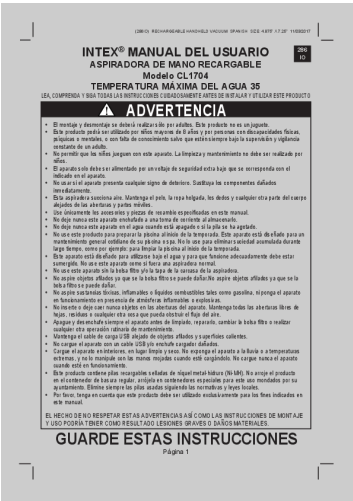 (286IO) RECHARGEABLE HANDHELD VACUUM SPANISH SIZE: 4.875" X 7.25" 11/08/2017
INTEX® MANUAL DEL USUARIO
286
IO
ASPIRADORA DE MANO RECARGABLE
Modelo CL1704
TEMPERATURA MÁXIMA DEL AGUA 35
LEA, COMPRENDA Y SIGA TODAS LAS INSTRUCCIONES CUIDADOSAMENTE ANTES DE INSTALAR Y UTILIZAR ESTE PRODUCTO
ADVERTENCIA
• El montaje y desmontaje se deberá realizar sólo por adultos. Este producto no es un juguete.
• Este producto podrá ser utilizado por niños mayores de 8 años y por personas con discapacidades físicas,
psíquicas o mentales, o con falta de conocimiento salvo que estén siempre bajo la supervisión y vigilancia
constante de un adulto.
• No permitir que los niños jueguen con este aparato. La limpieza y mantenimiento no debe ser realizado por
niños.
• El aparato solo debe ser alimentado por un voltaje de seguridad extra bajo que se corresponda con el
indicado en el aparato.
• No usar si el aparato presenta cualquier signo de deterioro. Sustituya los componentes dañados
inmediatamente.
• Esta aspiradora succiona aire. Mantenga el pelo, la ropa holgada, los dedos y cualquier otra parte del cuerpo
alejados de las aberturas y partes móviles.
• Use únicamente los accesorios y piezas de recambio especificadas en este manual.
• No deje nunca este aparato enchufado a una toma de corriente al almacenarlo.
• No deje nunca este aparato en el agua cuando está apagado o si la pila se ha agotado.
• No use este producto para preparar la piscina al inicio de la temporada. Este aparato está diseñado para un
mantenimiento general cotidiano de su piscina o spa. No lo use para eliminar suciedad acumulada durante
largo tiempo, como por ejemplo: para limpiar la piscina al inicio de la temporada.
• Este aparato está diseñado para utilizarse bajo el agua y para que funcione adecuadamente debe estar
sumergido. No use este aparato como si fuera una aspiradora normal.
• No use este aparato sin la bolsa filtro y/o la tapa de la carcasa de la aspiradora.
• No aspire objetos afilados ya que se la bolsa filtro se puede dañar. No aspire objetos afilados ya que se la
bolsa filtro se puede dañar.
• No aspire sustancias tóxicas, inflamables o líquidos combustibles tales como gasolina, ni ponga el aparato
en funcionamiento en presencia de atmósferas inflamables o explosivas.
• No inserte o deje caer nunca objetos en las aberturas del aparato. Mantenga todas las aberturas libres de
hojas, residuos o cualquier otra cosa que pueda obstruir el flujo del aire.
• Apague y desenchufe siempre el aparato antes de limpiarlo, repararlo, cambiar la bolsa filtro o realizar
cualquier otra operación rutinaria de mantenimiento.
• Mantenga el cable de carga USB alejado de objetos afilados y superficies calientes.
• No cargue el aparato con un cable USB y/o enchufe cargador dañados.
• Cargue el aparato en interiores, en lugar limpio y seco. No exponga el aparato a la lluvia o a temperaturas
extremas, y no lo manipule con las manos mojadas cuando esté cargándolo. No cargue nunca el aparato
cuando esté en funcionamiento.
• Este producto contiene pilas recargables selladas de níquel metal-hidruro (Ni-MH). No arroje el producto
en el contenedor de basura regular, arrójelo en contenedores especiales para este uso mandados por su
ayuntamiento. Elimine siempre las pilas usadas siguiendo las normativas y leyes locales.
• Por favor, tenga en cuenta que este producto debe ser utilizado exclusivamente para los fines indicados en
este manual.
EL HECHO DE NO RESPETAR ESTAS ADVERTENCIAS ASÍ COMO LAS INSTRUCCIONES DE MONTAJE
Y USO PODRÍA TENER COMO RESULTADO LESIONES GRAVES O DAÑOS MATERIALES.
GUARDE ESTAS INSTRUCCIONES
Página 1